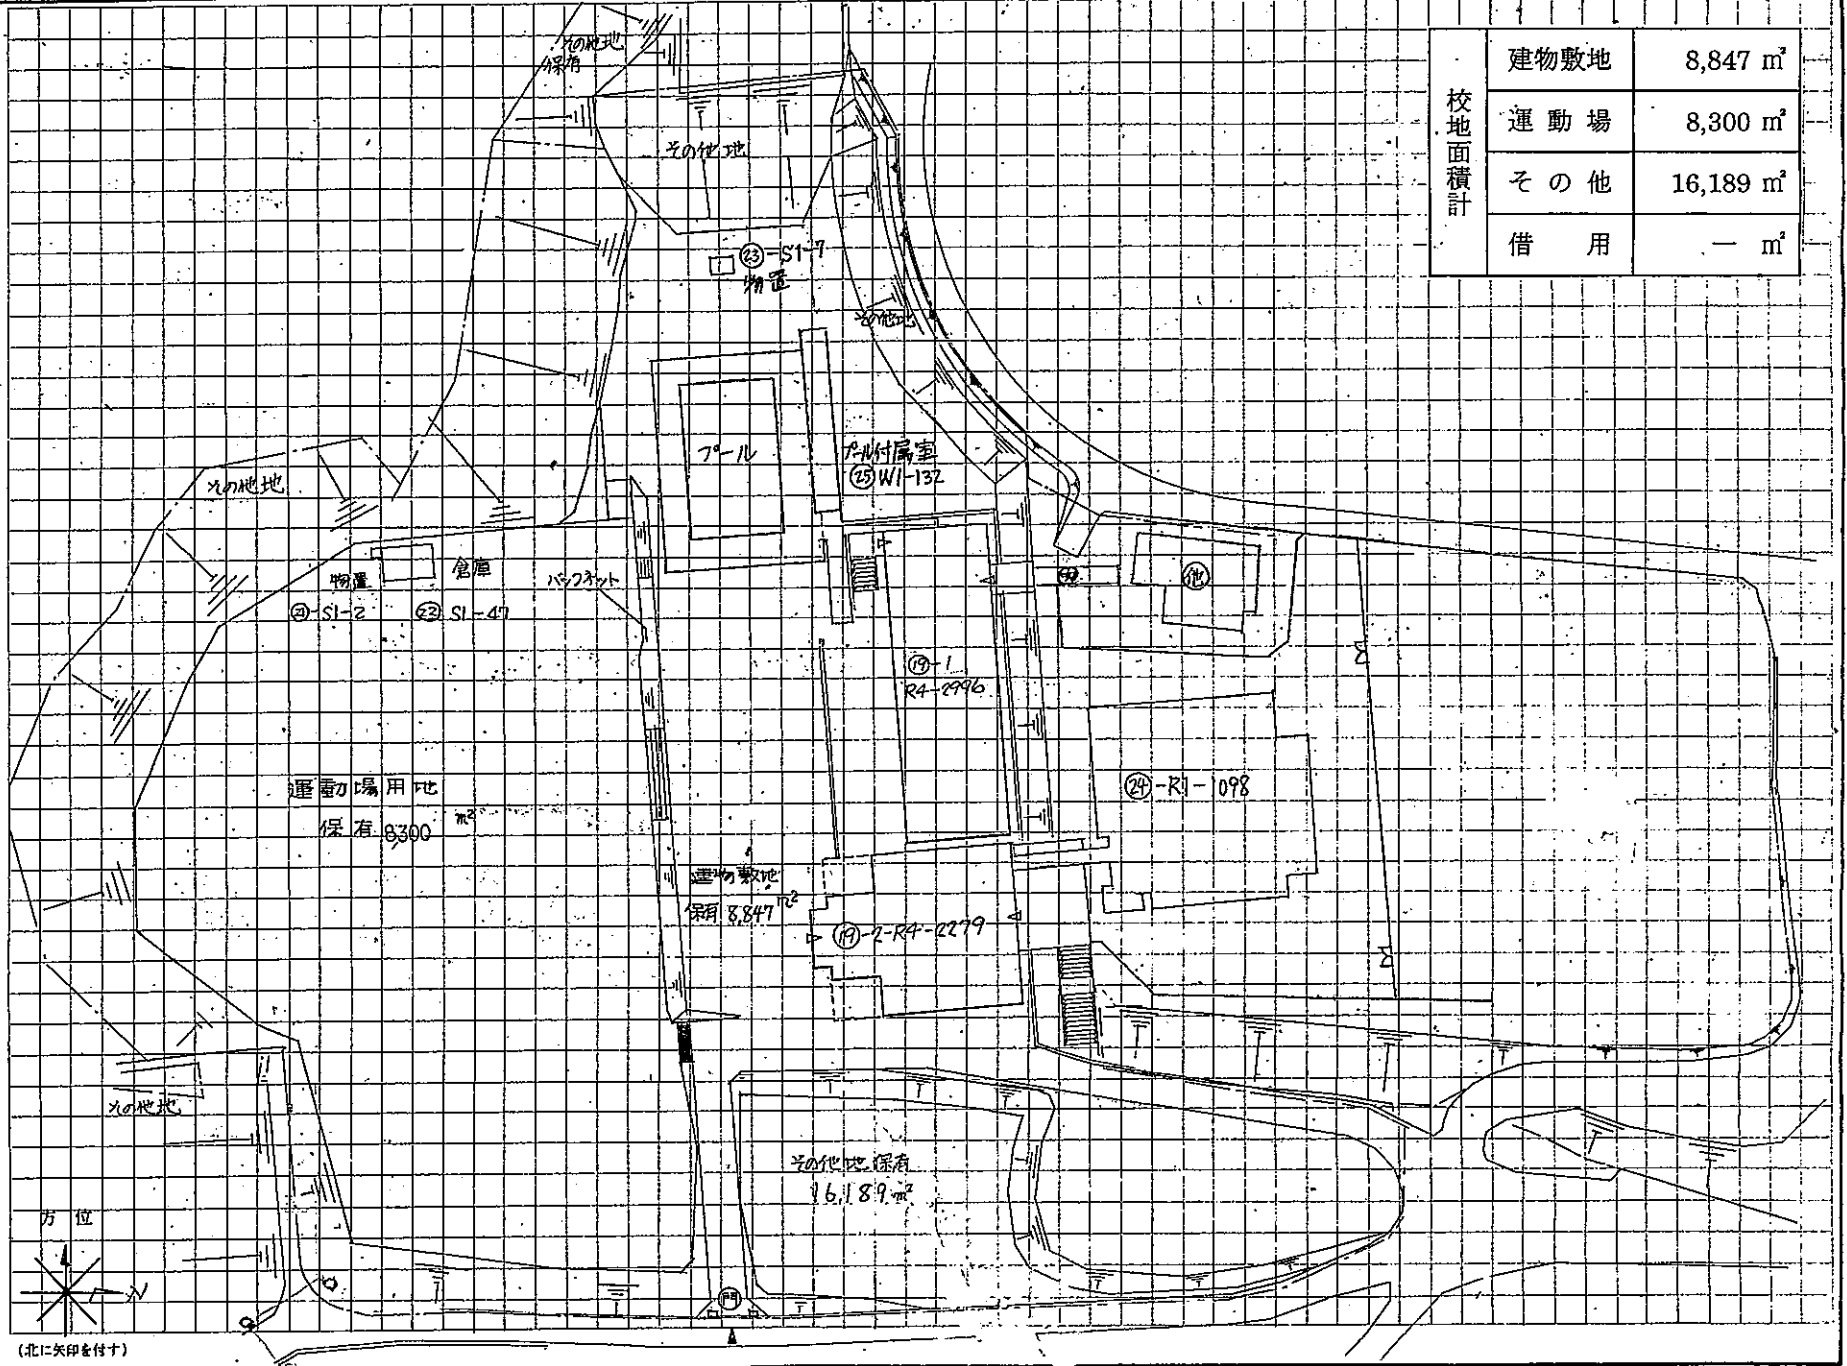 校地面積計
建物敷地 8,847 ㎡
運動場 8,300 ㎡
その他 16,189 ㎡
借用 — ㎡
その他地
保有
その他地
㉓-S1-7
物置
その他地
プール
プール付属室
㉕W1-132
その他地
物置
倉庫
バックネット
㉑-S1-2
㉒S1-47
他
⑲-1
R4-2996
運動場用地
保有 8300 ㎡
㉔-R1-1098
建物敷地
保有 8,847㎡
⑲-2-R4-2279
その他地
その他地保有
16,189㎡
門
方位
N
(北に矢印を付す)